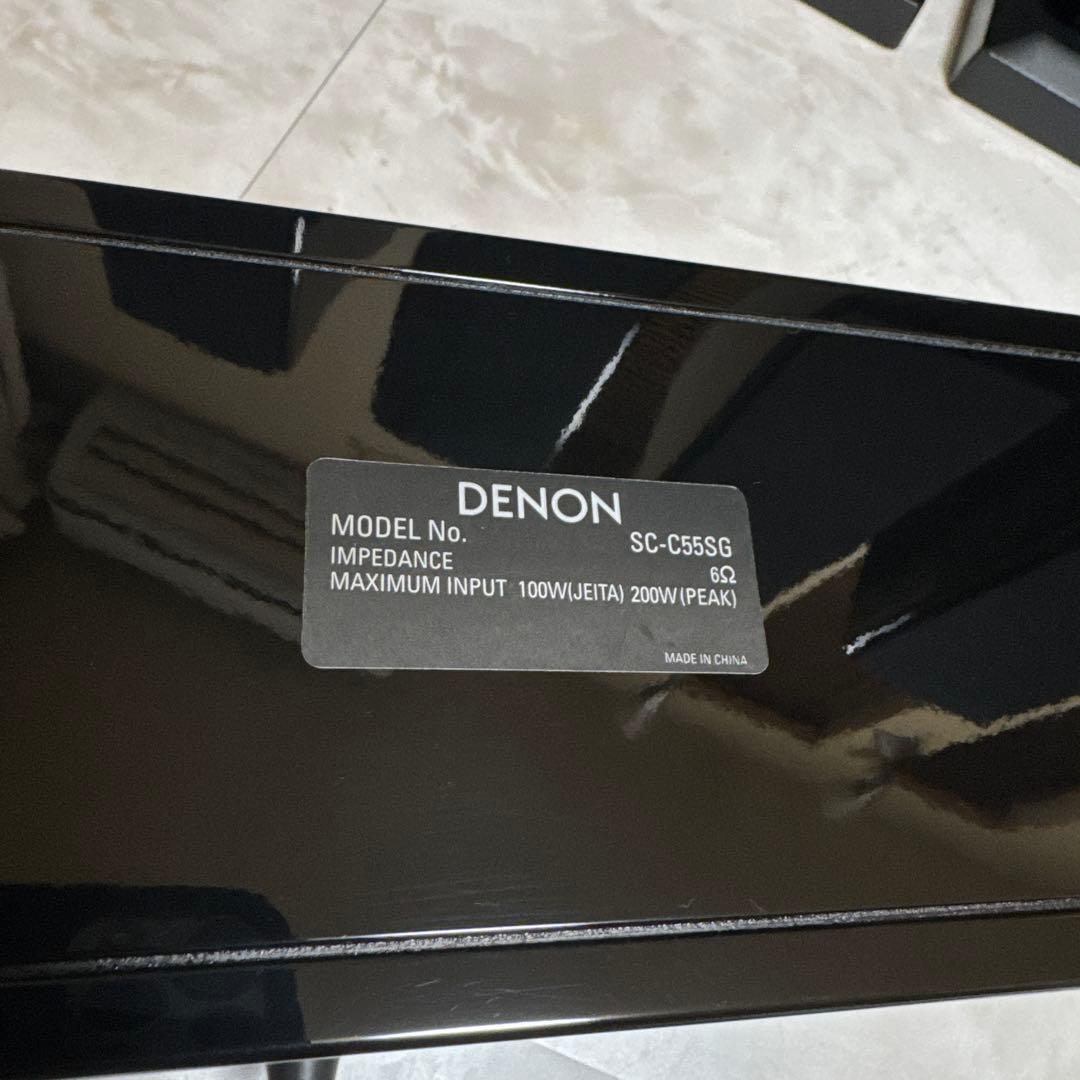 DENON
MODEL No. SC-C55SG
IMPEDANCE 6Ω
MAXIMUM INPUT 100W(JEITA) 200W(PEAK)
MADE IN CHINA